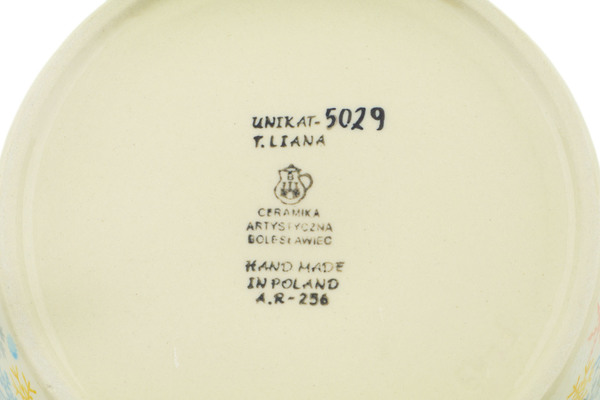 UNIKAT-5029
T. LIANA
B
CERAMIKA
ARTYSTYCZNA
BOLESŁAWIEC
HAND MADE
IN POLAND
A.R-256